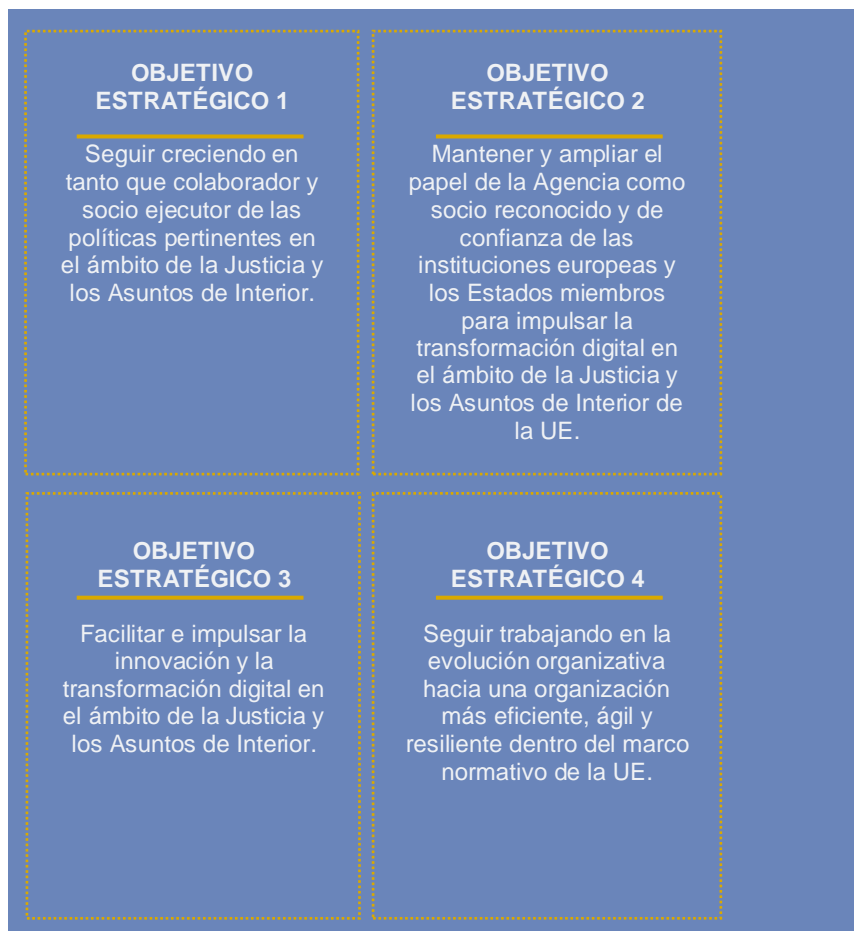 OBJETIVO
ESTRATÉGICO 1
Seguir creciendo en
tanto que colaborador y
socio ejecutor de las
políticas pertinentes en
el ámbito de la Justicia y
los Asuntos de Interior.
OBJETIVO
ESTRATÉGICO 2
Mantener y ampliar el
papel de la Agencia como
socio reconocido y de
confianza de las
instituciones europeas y
los Estados miembros
para impulsar la
transformación digital en
el ámbito de la Justicia y
los Asuntos de Interior de
la UE.
OBJETIVO
ESTRATÉGICO 3
Facilitar e impulsar la
innovación y la
transformación digital en
el ámbito de la Justicia y
los Asuntos de Interior.
OBJETIVO
ESTRATÉGICO 4
Seguir trabajando en la
evolución organizativa
hacia una organización
más eficiente, ágil y
resiliente dentro del marco
normativo de la UE.